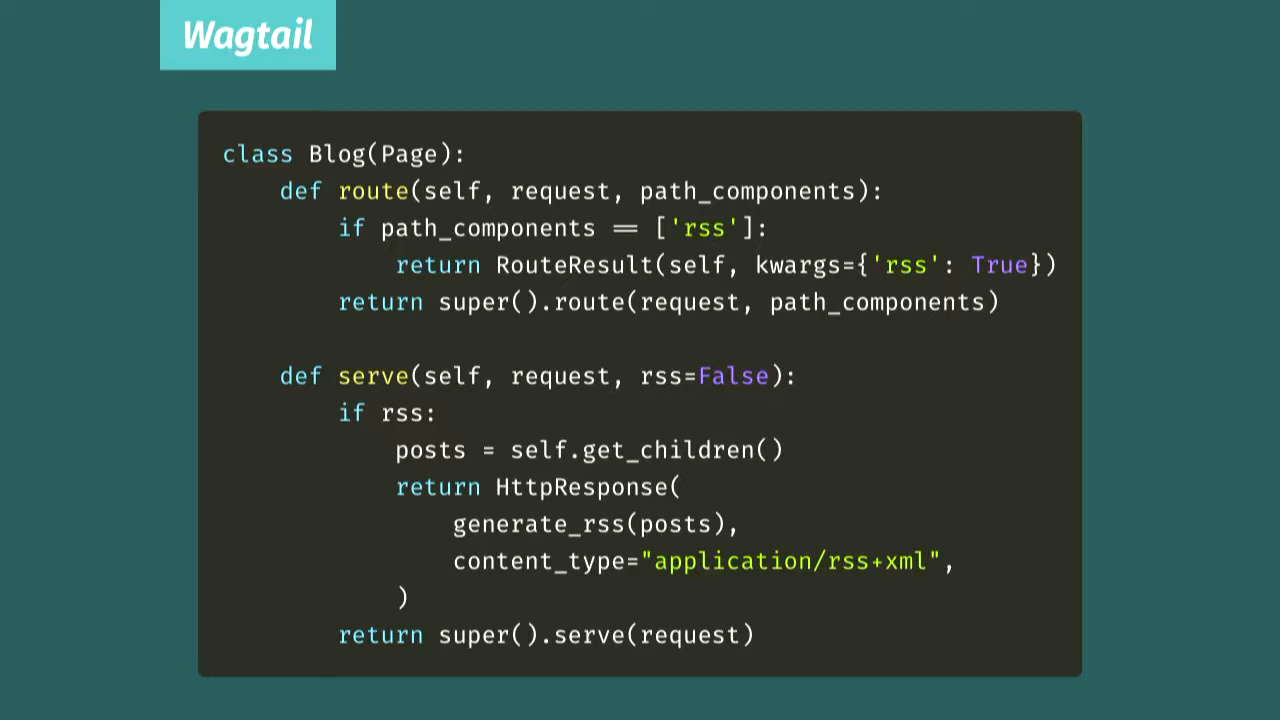 Wagtail
class Blog(Page):
    def route(self, request, path_components):
        if path_components == ['rss']:
            return RouteResult(self, kwargs={'rss': True})
        return super().route(request, path_components)

    def serve(self, request, rss=False):
        if rss:
            posts = self.get_children()
            return HttpResponse(
                generate_rss(posts),
                content_type="application/rss+xml",
            )
        return super().serve(request)